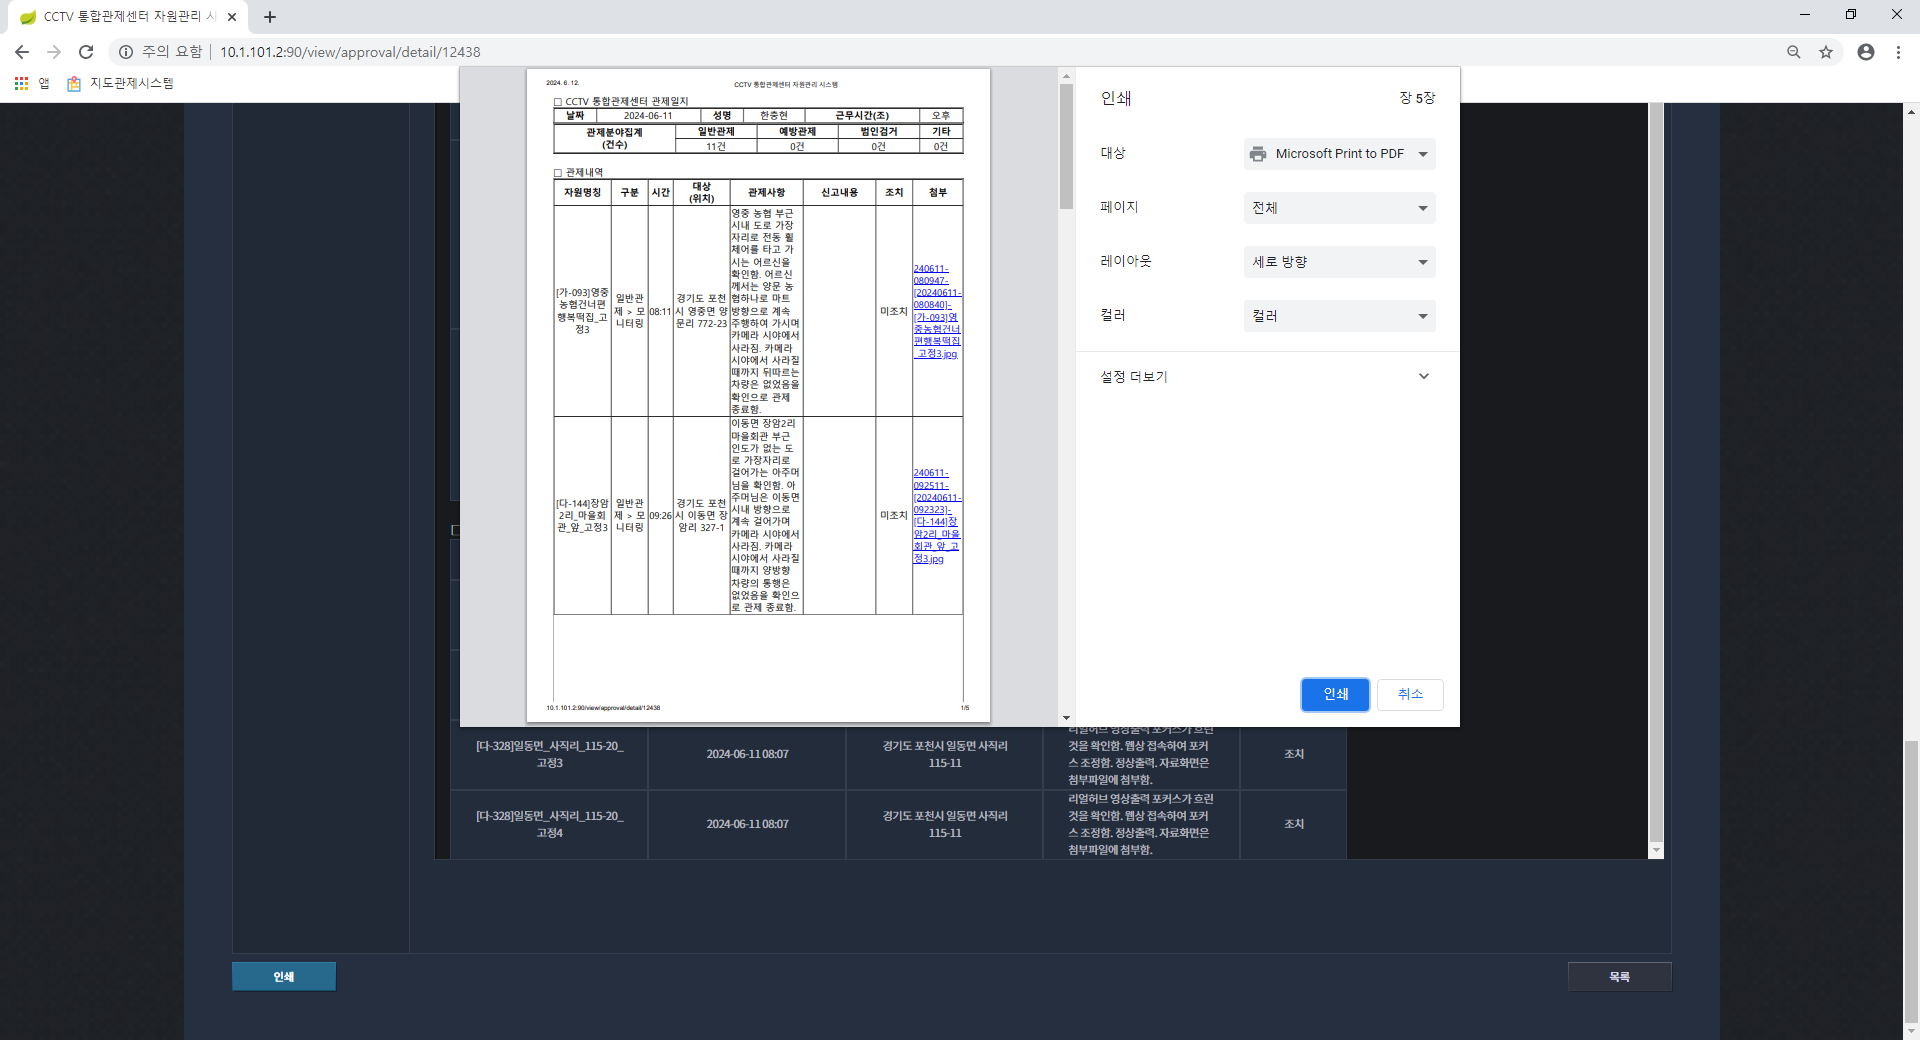 CCTV 통합관제센터 자원관리 시
주의 요함
10.1.101.2:90/view/approval/detail/12438
앱
지도관제시스템
2024. 6. 12.
CCTV 통합관제센터 자원관리 시스템
□ CCTV 통합관제센터 관제일지
날짜 2024-06-11 성명 한충현 근무시간(조) 오후
관제분야집계
(건수)
일반관제 예방관제 범인검거 기타
11건 0건 0건 0건
□ 관제내역
자원명칭 구분 시간 대상
(위치)
관제사항 신고내용 조치 첨부
[가-093]영중
농협건너편
행복떡집_고
정3
일반관
제 > 모
니터링
08:11
경기도 포천
시 영중면 양
문리 772-23
영중 농협 부근
시내 도로 가장
자리로 전동 휠
체어를 타고 가
시는 어르신을
확인함. 어르신
께서는 양문 농
협하나로 마트
방향으로 계속
주행하여 가시며
카메라 시야에서
사라짐. 카메라
시야에서 사라질
때까지 뒤따르는
차량은 없었음을
확인으로 관제
종료함.
미조치
240611-
080947-
[20240611-
080840]-
[가-093]영
중농협건너
편행복떡집
_고정3.jpg
[다-144]장암
2리_마을회
관_앞_고정3
일반관
제 > 모
니터링
09:26
경기도 포천
시 이동면 장
암리 327-1
이동면 장암2리
마을회관 부근
인도가 없는 도
로 가장자리로
걸어가는 아주머
님을 확인함. 아
주머님은 이동면
시내 방향으로
계속 걸어가며
카메라 시야에서
사라짐. 카메라
시야에서 사라질
때까지 양방향
차량의 통행은
없었음을 확인으
로 관제 종료함.
미조치
240611-
092511-
[20240611-
092323]-
[다-144]장
암2리_마을
회관_앞_고
정3.jpg
10.1.101.2:90/view/approval/detail/12438
1/5
인쇄
장 5장
대상
Microsoft Print to PDF
페이지
전체
레이아웃
세로 방향
컬러
컬러
설정 더보기
인쇄
취소
[다-328]일동면_사직리_115-20_
고정3
2024-06-11 08:07
경기도 포천시 일동면 사직리
115-11
리얼허브 영상출력 포커스가 흐린
것을 확인함. 웹상 접속하여 포커
스 조정함. 정상출력. 자료화면은
첨부파일에 첨부함.
조치
[다-328]일동면_사직리_115-20_
고정4
2024-06-11 08:07
경기도 포천시 일동면 사직리
115-11
리얼허브 영상출력 포커스가 흐린
것을 확인함. 웹상 접속하여 포커
스 조정함. 정상출력. 자료화면은
첨부파일에 첨부함.
조치
인쇄
목록